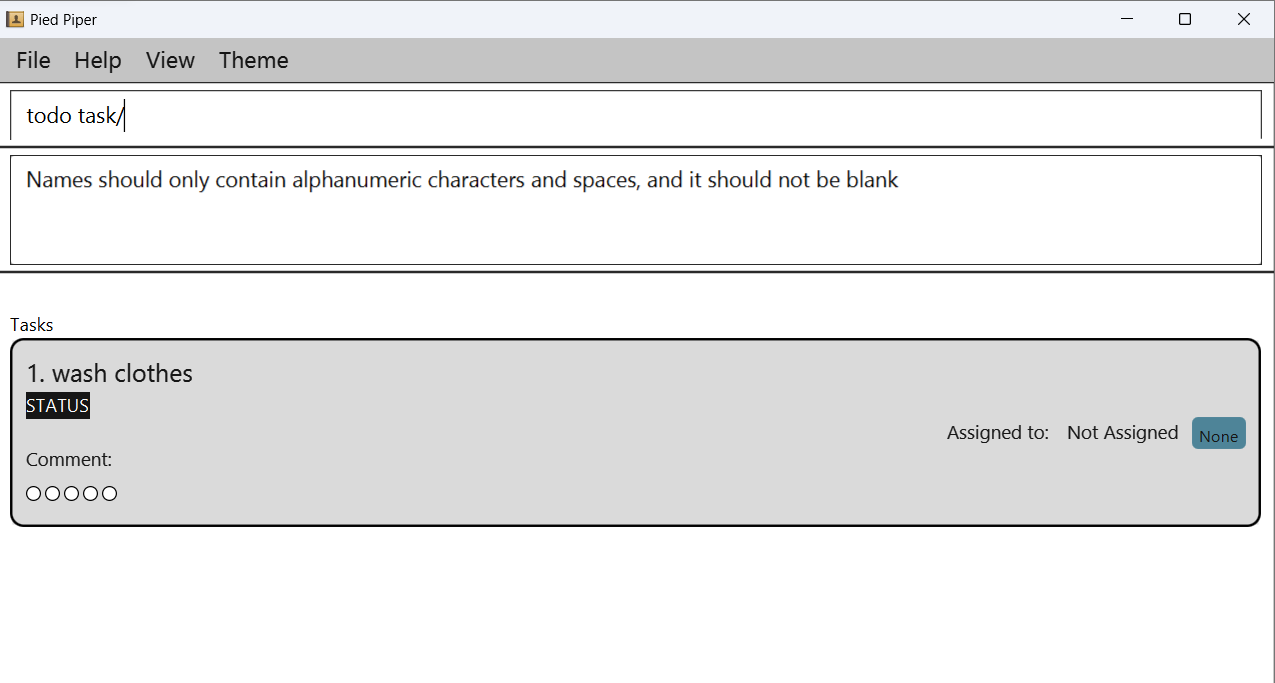 Pied Piper
File Help View Theme
todo task/
Names should only contain alphanumeric characters and spaces, and it should not be blank
Tasks
1. wash clothes
STATUS
Assigned to: Not Assigned None
Comment: